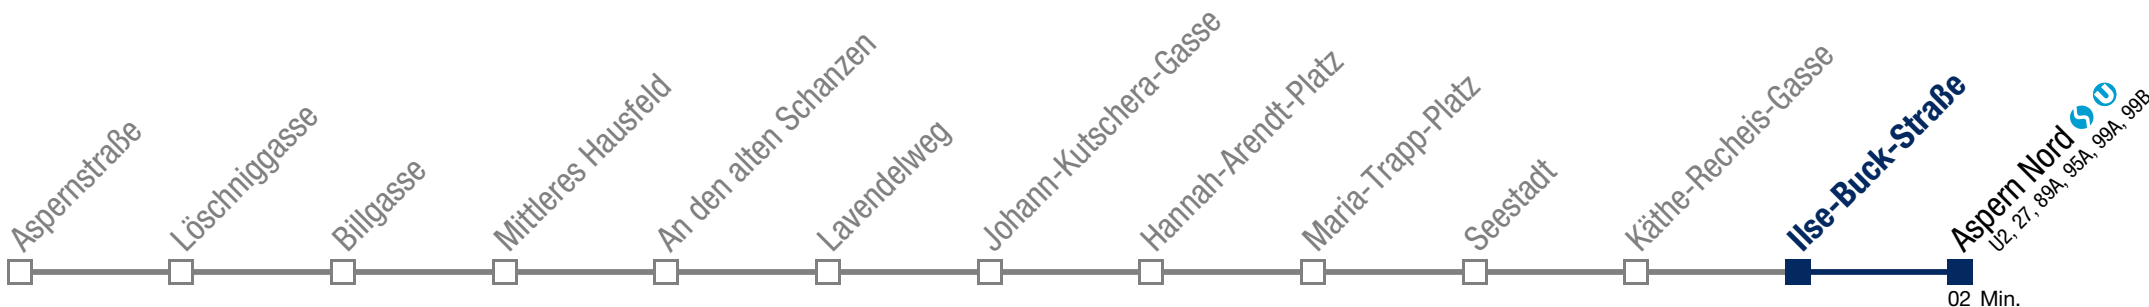 Aspernstraße
Löschniggasse
Billgasse
Mittleres Hausfeld
An den alten Schanzen
Lavendelweg
Johann-Kutschera-Gasse
Hannah-Arendt-Platz
Maria-Trapp-Platz
Seestadt
Käthe-Recheis-Gasse
Ilse-Buck-Straße
Aspern Nord S U
U2, 27, 89A, 95A, 99A, 99B
02 Min.